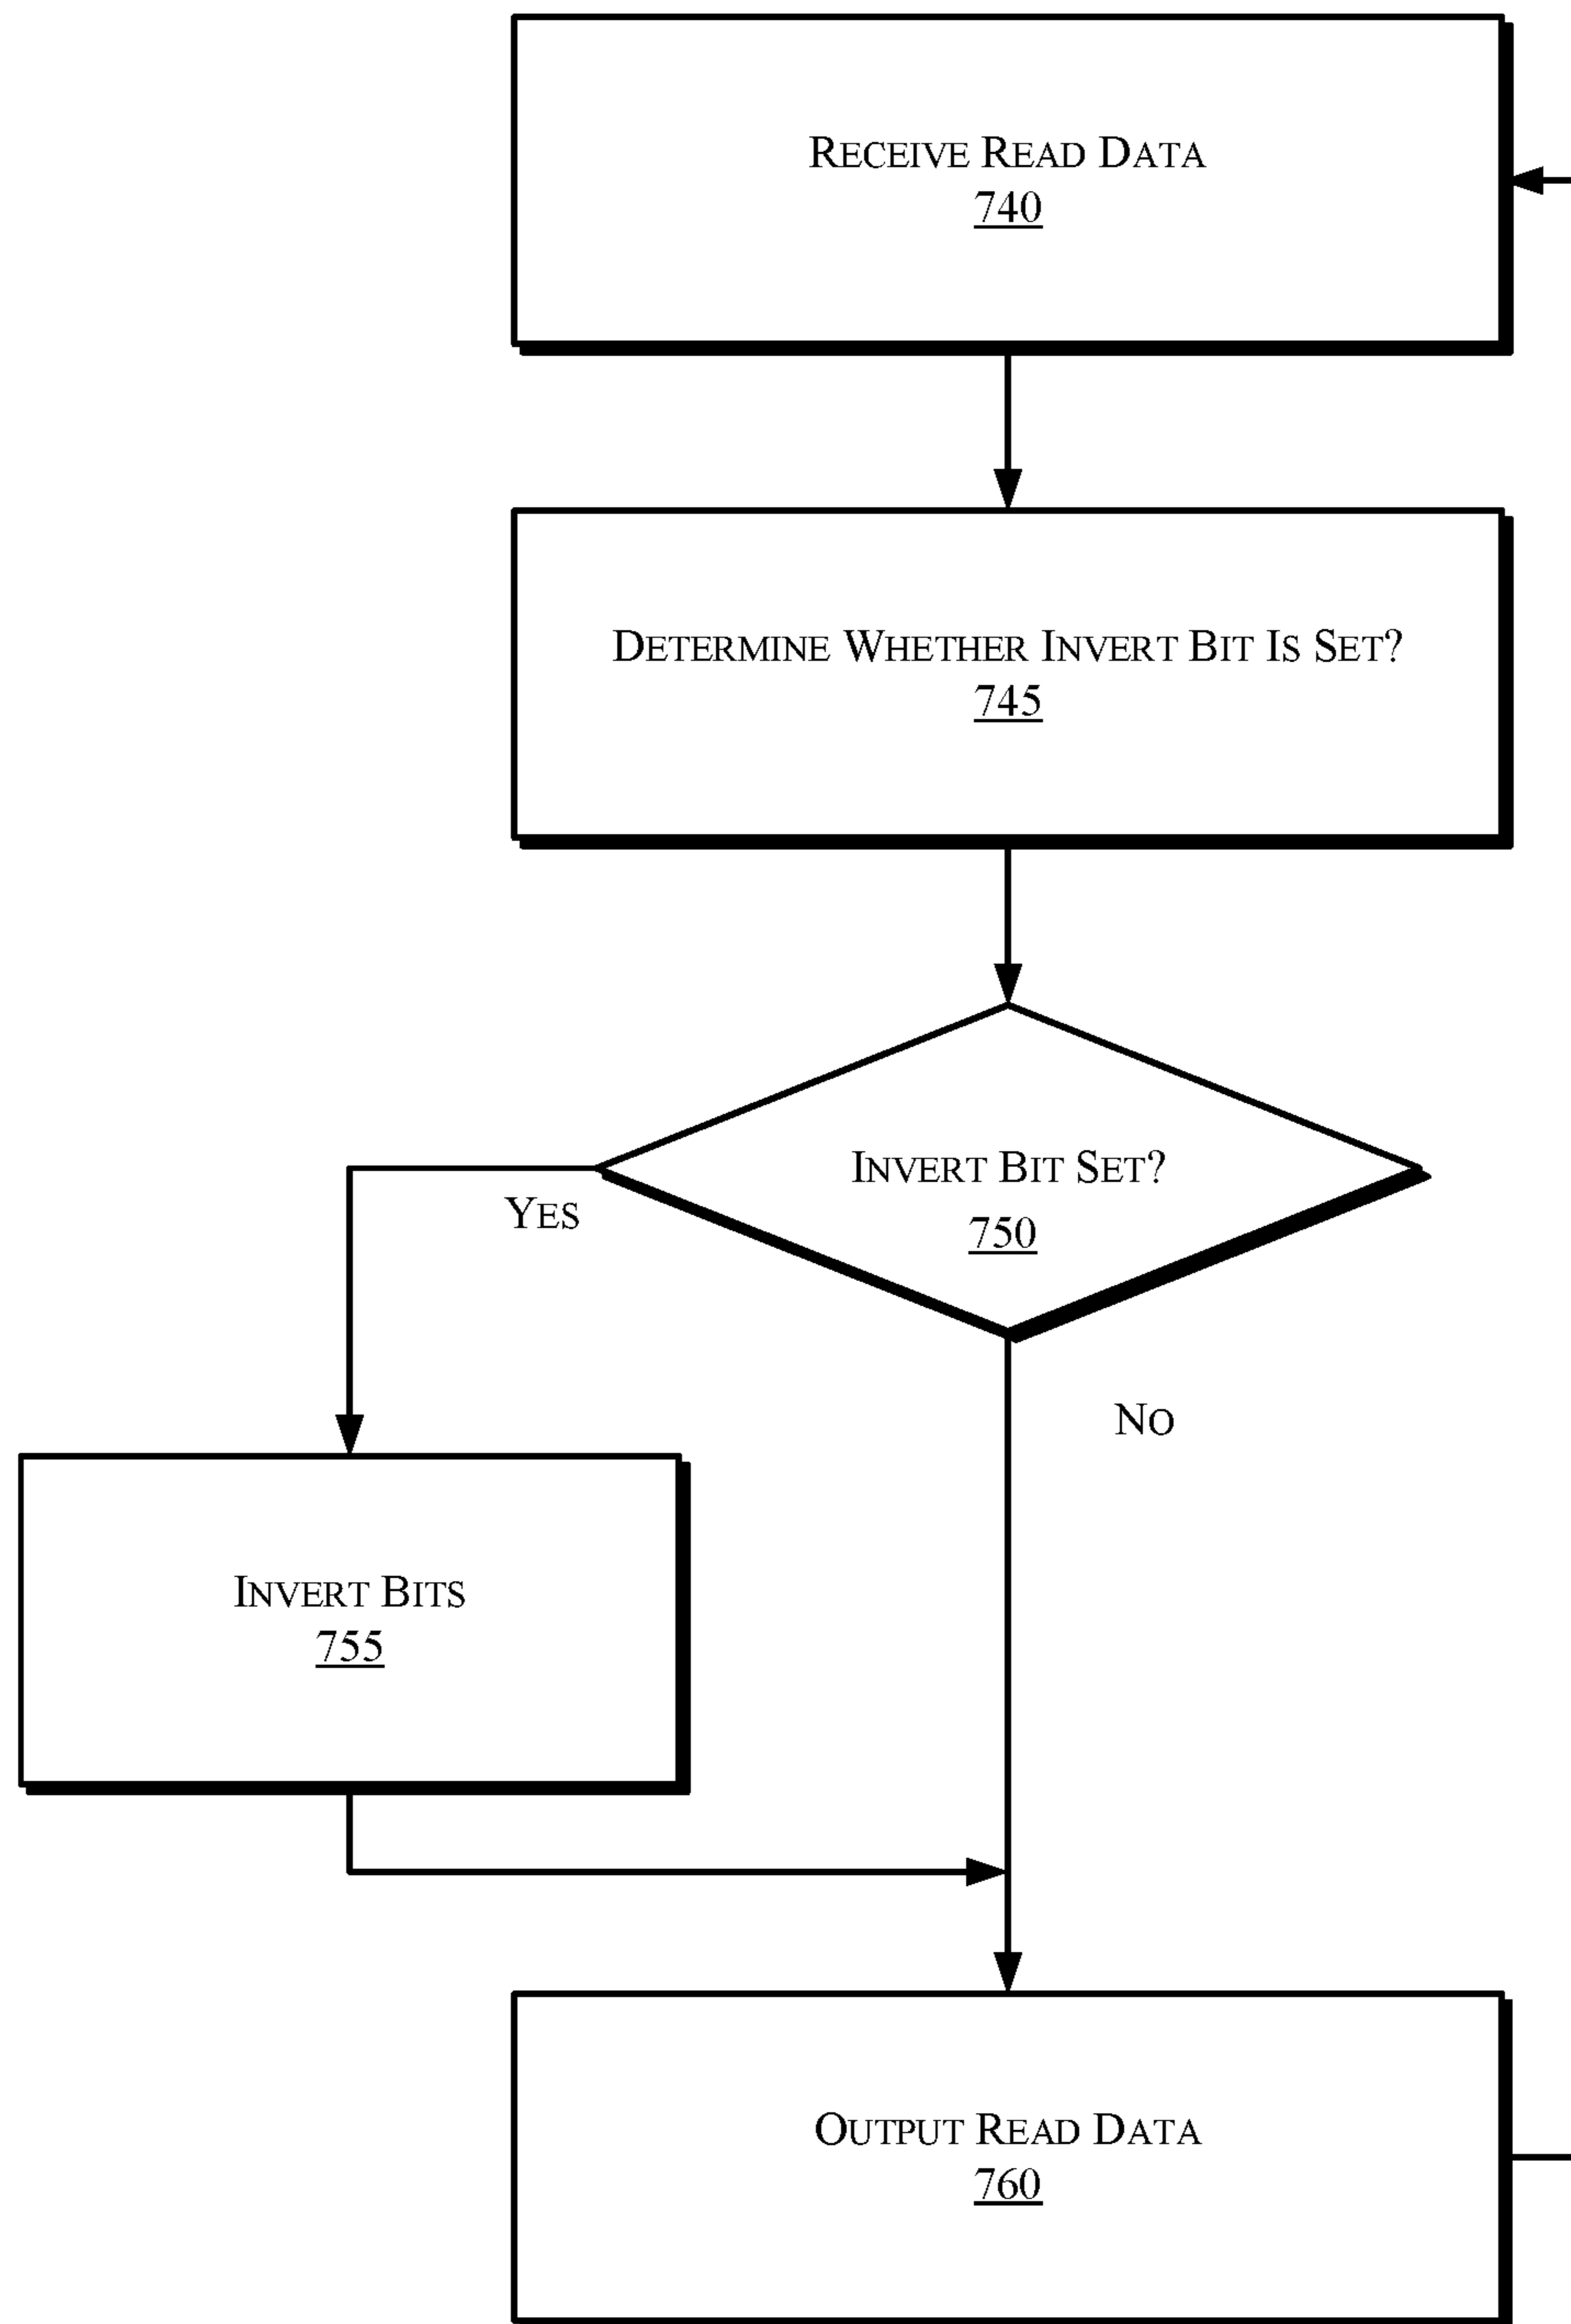 RECEIVE READ DATA
740
DETERMINE WHETHER INVERT BIT IS SET?
745
INVERT BIT SET?
750
YES
NO
INVERT BITS
755
OUTPUT READ DATA
760